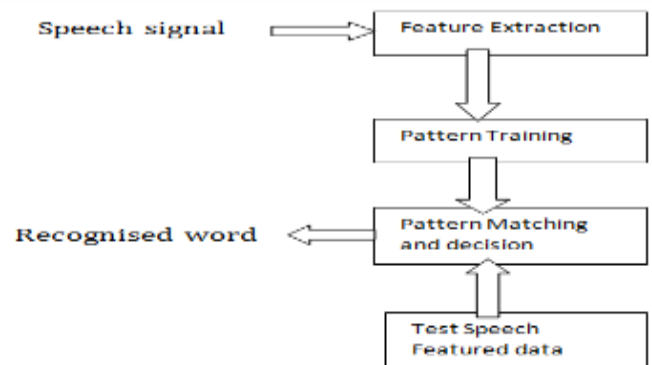 Speech signal
Feature Extraction
Pattern Training
Recognised word
Pattern Matching
and decision
Test Speech
Featured data